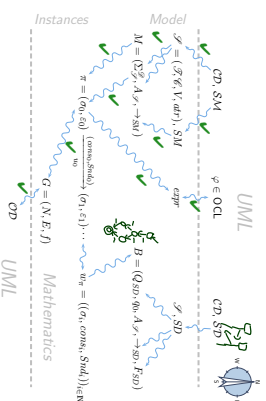 Instances
Model
CD, SM
φ ∈ OCL
CD, SD
UML
𝒮 = (𝒯, 𝒞, V, atr), SM
expr
𝒮, SD
M = (Σ_𝒮^𝒟, A_𝒮, →_SM)
B = (Q_SD, q_0, A_𝒮, →_SD, F_SD)
π = (σ_0, ε_0) —(cons_0, Snd_0)→_{u_0} (σ_1, ε_1) ⋯
w_π = ((σ_i, cons_i, Snd_i))_{i∈ℕ}
G = (N, E, f)
Mathematics
OD
UML
N
W
S